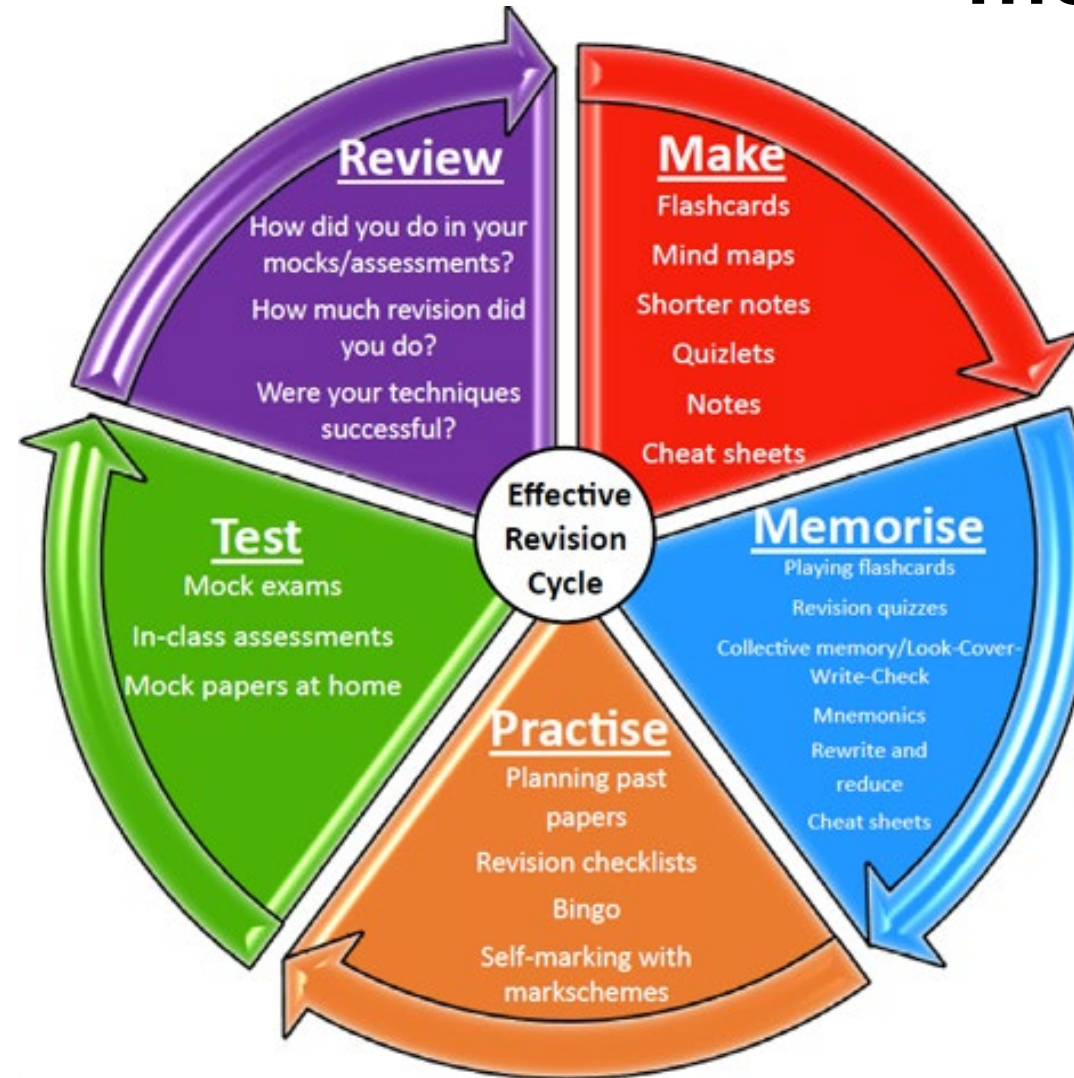 Review
How did you do in your
mocks/assessments?
How much revision did
you do?
Were your techniques
successful?
Make
Flashcards
Mind maps
Shorter notes
Quizlets
Notes
Cheat sheets
Effective
Revision
Cycle
Memorise
Playing flashcards
Revision quizzes
Collective memory/Look-Cover-
Write-Check
Mnemonics
Rewrite and
reduce
Cheat sheets
Practise
Planning past
papers
Revision checklists
Bingo
Self-marking with
markschemes
Test
Mock exams
In-class assessments
Mock papers at home